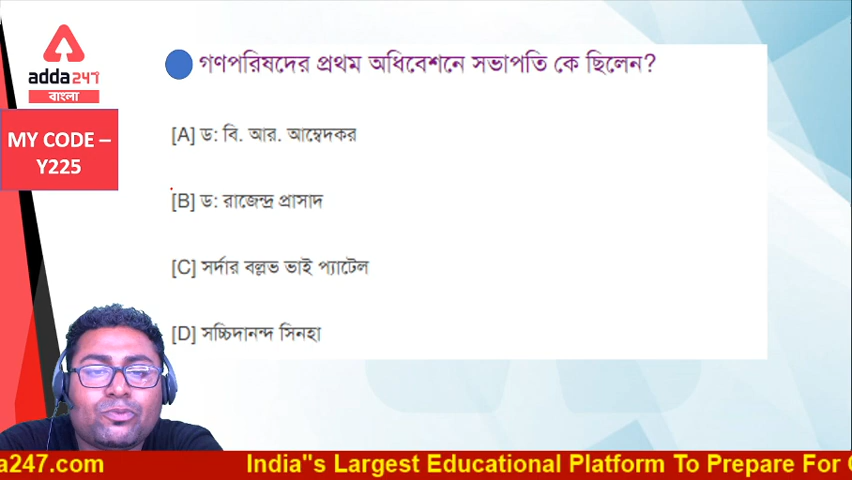 adda247
বাংলা
MY CODE –
Y225
গণপরিষদের প্রথম অধিবেশনে সভাপতি কে ছিলেন?
[A] ড: বি. আর. আম্বেদকর
[B] ড: রাজেন্দ্র প্রাসাদ
[C] সর্দার বল্লভ ভাই প্যাটেল
[D] সচ্চিদানন্দ সিনহা
a247.com India"s Largest Educational Platform To Prepare For